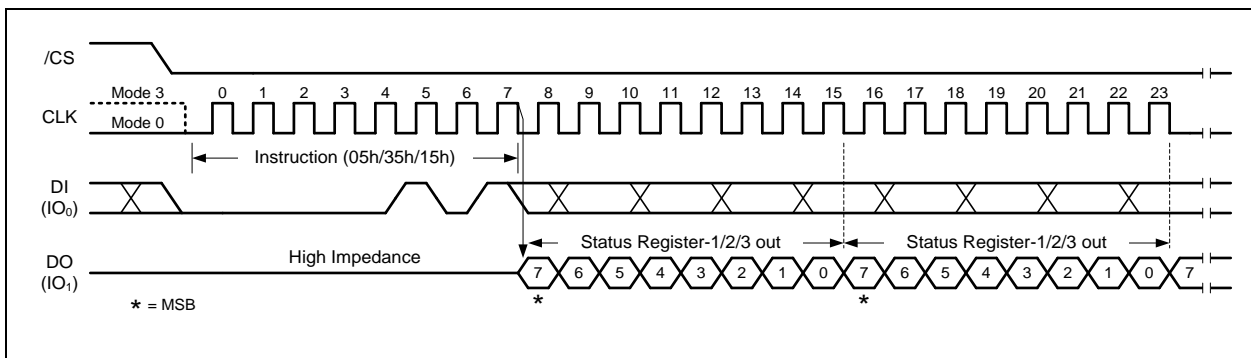 /CS
Mode 3
0 1 2 3 4 5 6 7 8 9 10 11 12 13 14 15 16 17 18 19 20 21 22 23
CLK
Mode 0
Instruction (05h/35h/15h)
DI
(IO₀)
Status Register-1/2/3 out Status Register-1/2/3 out
High Impedance
DO
(IO₁)
7 6 5 4 3 2 1 0 7 6 5 4 3 2 1 0 7
* *
* = MSB